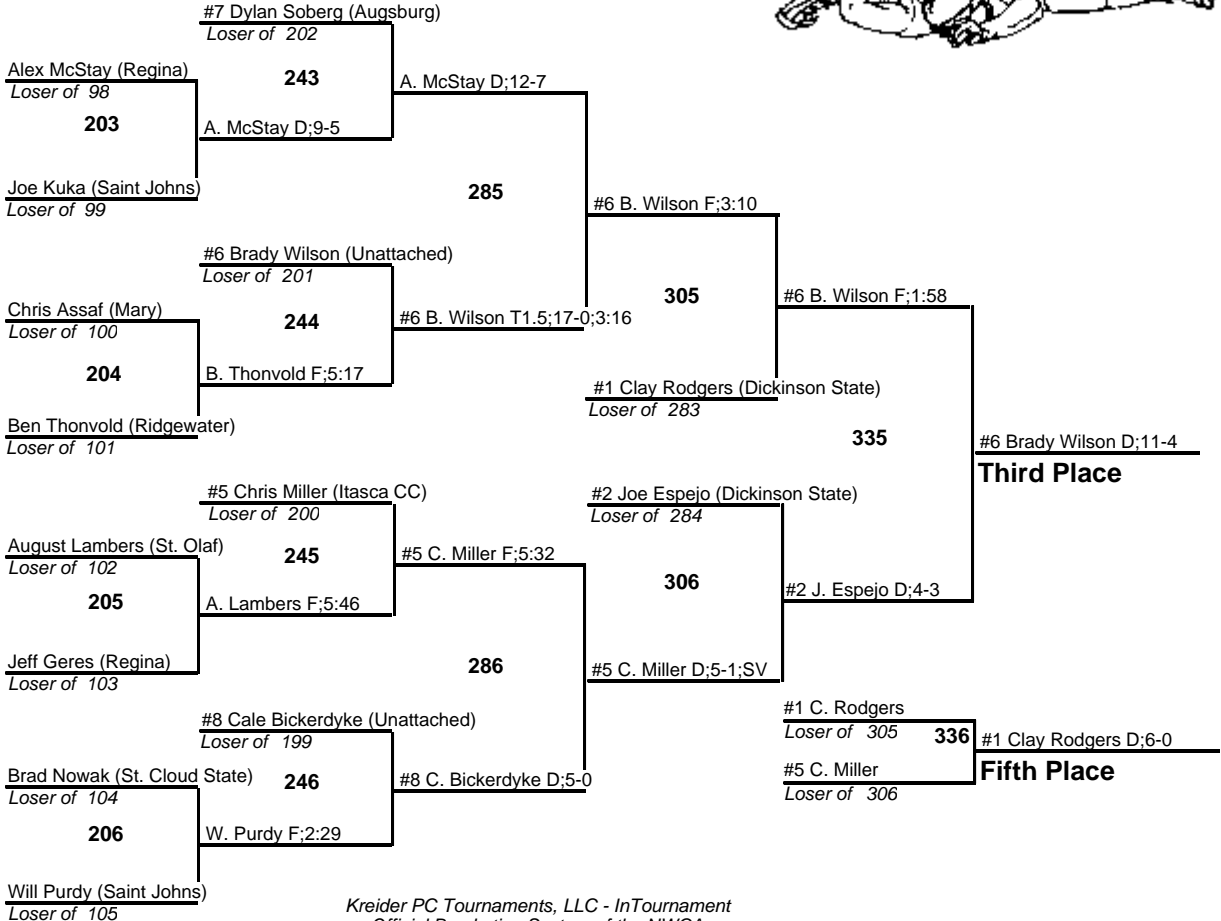 #7 Dylan Soberg (Augsburg)
Loser of 202
Alex McStay (Regina)
Loser of 98
243
A. McStay D;12-7
203
A. McStay D;9-5
Joe Kuka (Saint Johns)
Loser of 99
285
#6 B. Wilson F;3:10
#6 Brady Wilson (Unattached)
Loser of 201
Chris Assaf (Mary)
Loser of 100
244
#6 B. Wilson T1.5;17-0;3:16
305
#6 B. Wilson F;1:58
204
B. Thonvold F;5:17
#1 Clay Rodgers (Dickinson State)
Loser of 283
Ben Thonvold (Ridgewater)
Loser of 101
335
#6 Brady Wilson D;11-4
Third Place
#5 Chris Miller (Itasca CC)
Loser of 200
#2 Joe Espejo (Dickinson State)
Loser of 284
August Lambers (St. Olaf)
Loser of 102
245
#5 C. Miller F;5:32
306
#2 J. Espejo D;4-3
205
A. Lambers F;5:46
Jeff Geres (Regina)
Loser of 103
286
#5 C. Miller D;5-1;SV
#8 Cale Bickerdyke (Unattached)
Loser of 199
#1 C. Rodgers
Loser of 305
336
#1 Clay Rodgers D;6-0
Fifth Place
#5 C. Miller
Loser of 306
Brad Nowak (St. Cloud State)
Loser of 104
246
#8 C. Bickerdyke D;5-0
206
W. Purdy F;2:29
Will Purdy (Saint Johns)
Loser of 105
Kreider PC Tournaments, LLC - InTournament